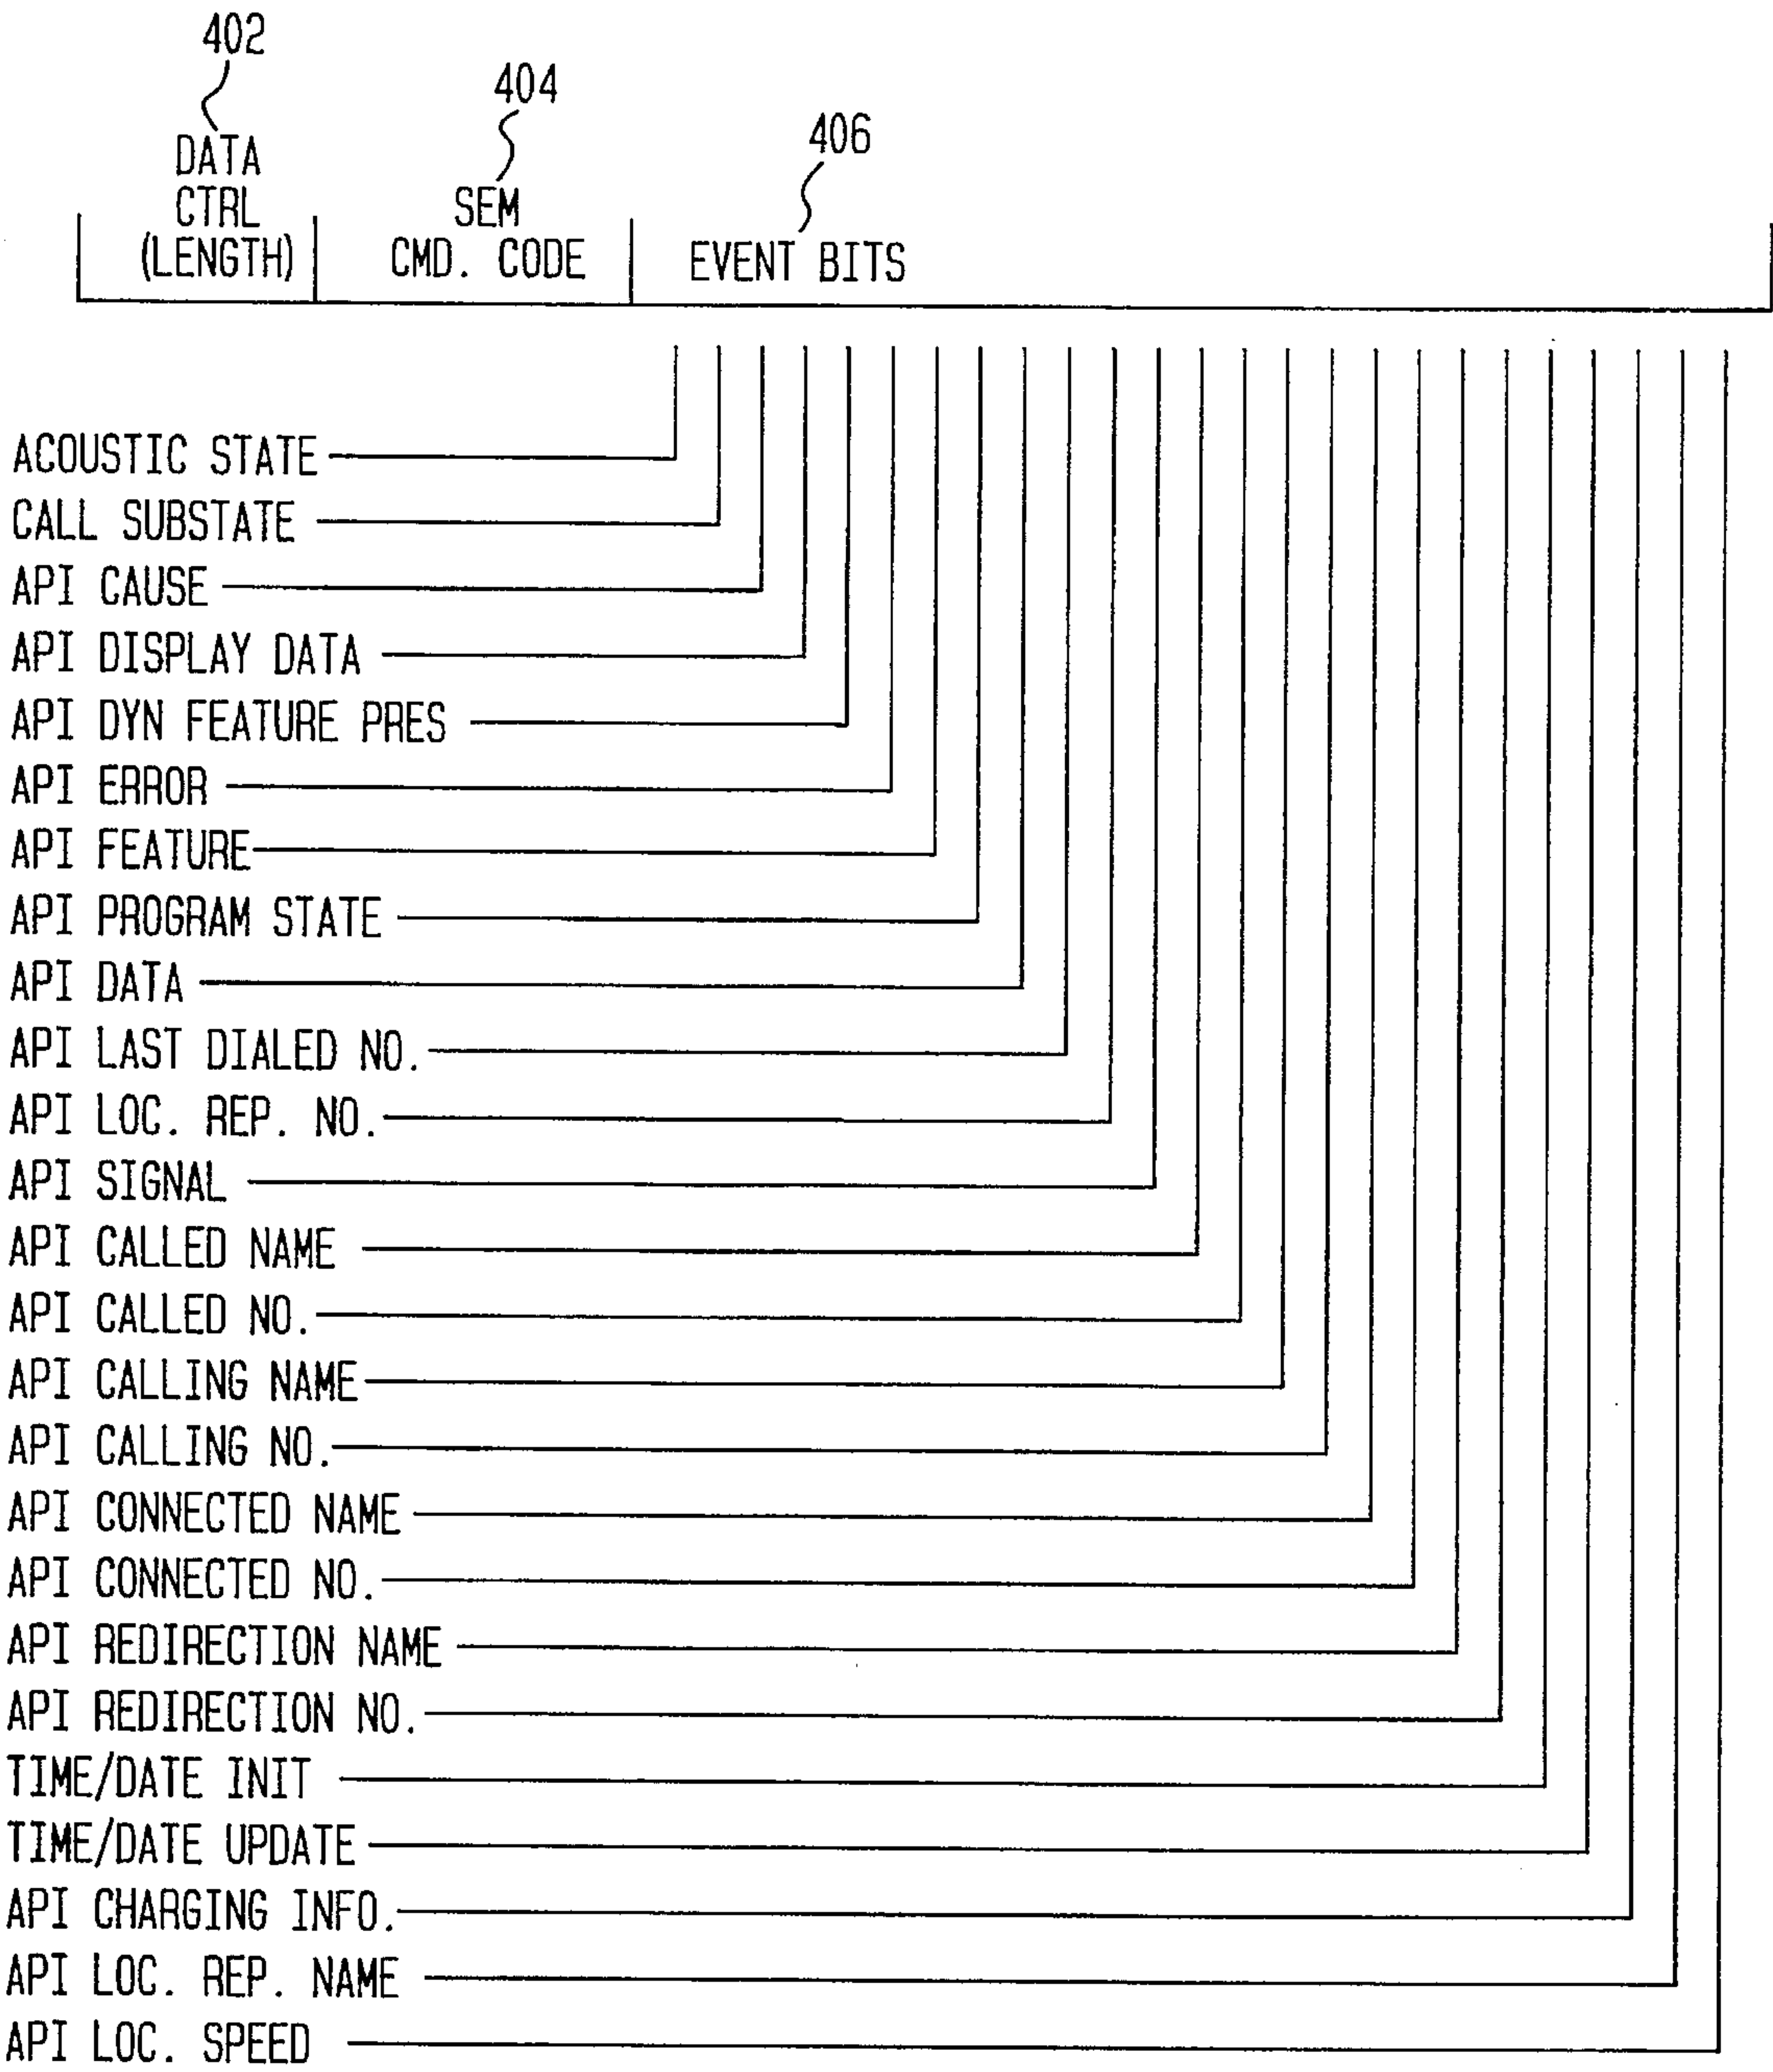 402
404
406
DATA
CTRL
(LENGTH)
SEM
CMD. CODE
EVENT BITS
ACOUSTIC STATE
CALL SUBSTATE
API CAUSE
API DISPLAY DATA
API DYN FEATURE PRES
API ERROR
API FEATURE
API PROGRAM STATE
API DATA
API LAST DIALED NO.
API LOC. REP. NO.
API SIGNAL
API CALLED NAME
API CALLED NO.
API CALLING NAME
API CALLING NO.
API CONNECTED NAME
API CONNECTED NO.
API REDIRECTION NAME
API REDIRECTION NO.
TIME/DATE INIT
TIME/DATE UPDATE
API CHARGING INFO.
API LOC. REP. NAME
API LOC. SPEED